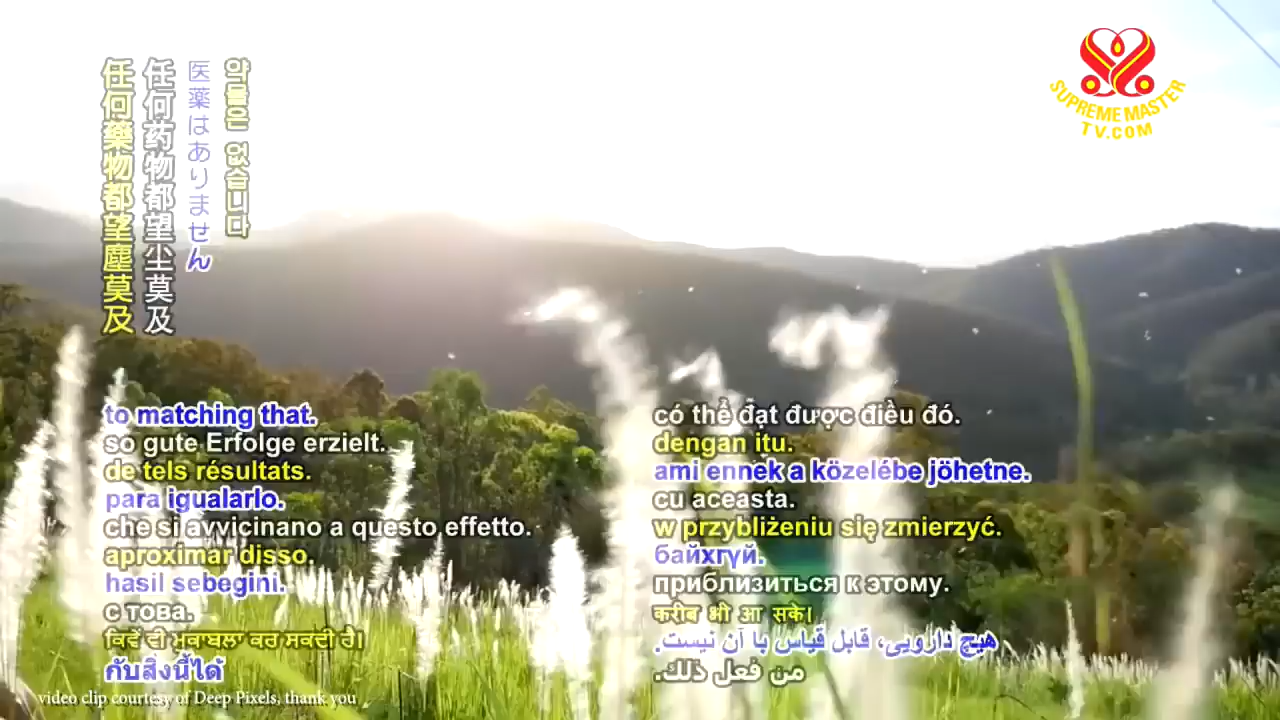 任何藥物都望塵莫及
任何药物都望尘莫及
医薬はありません
약물은 없습니다
SUPREME MASTER
TV.COM
to matching that.
so gute Erfolge erzielt.
de tels résultats.
para igualarlo.
che si avvicinano a questo effetto.
aproximar disso.
hasil sebegini.
с това.
ਕਿਵੇਂ ਵੀ ਮੁਕਾਬਲਾ ਕਰ ਸਕਦੀ ਹੈ।
กับสิ่งนี้ได้
có thể đạt được điều đó.
dengan itu.
ami ennek a közelébe jöhetne.
cu aceasta.
w przybliżeniu się zmierzyć.
байхгүй.
приблизиться к этому.
करीब भी आ सके।
هیچ دارویی، قابل قیاس با آن نیست.
من فعل ذلك.
video clip courtesy of Deep Pixels, thank you